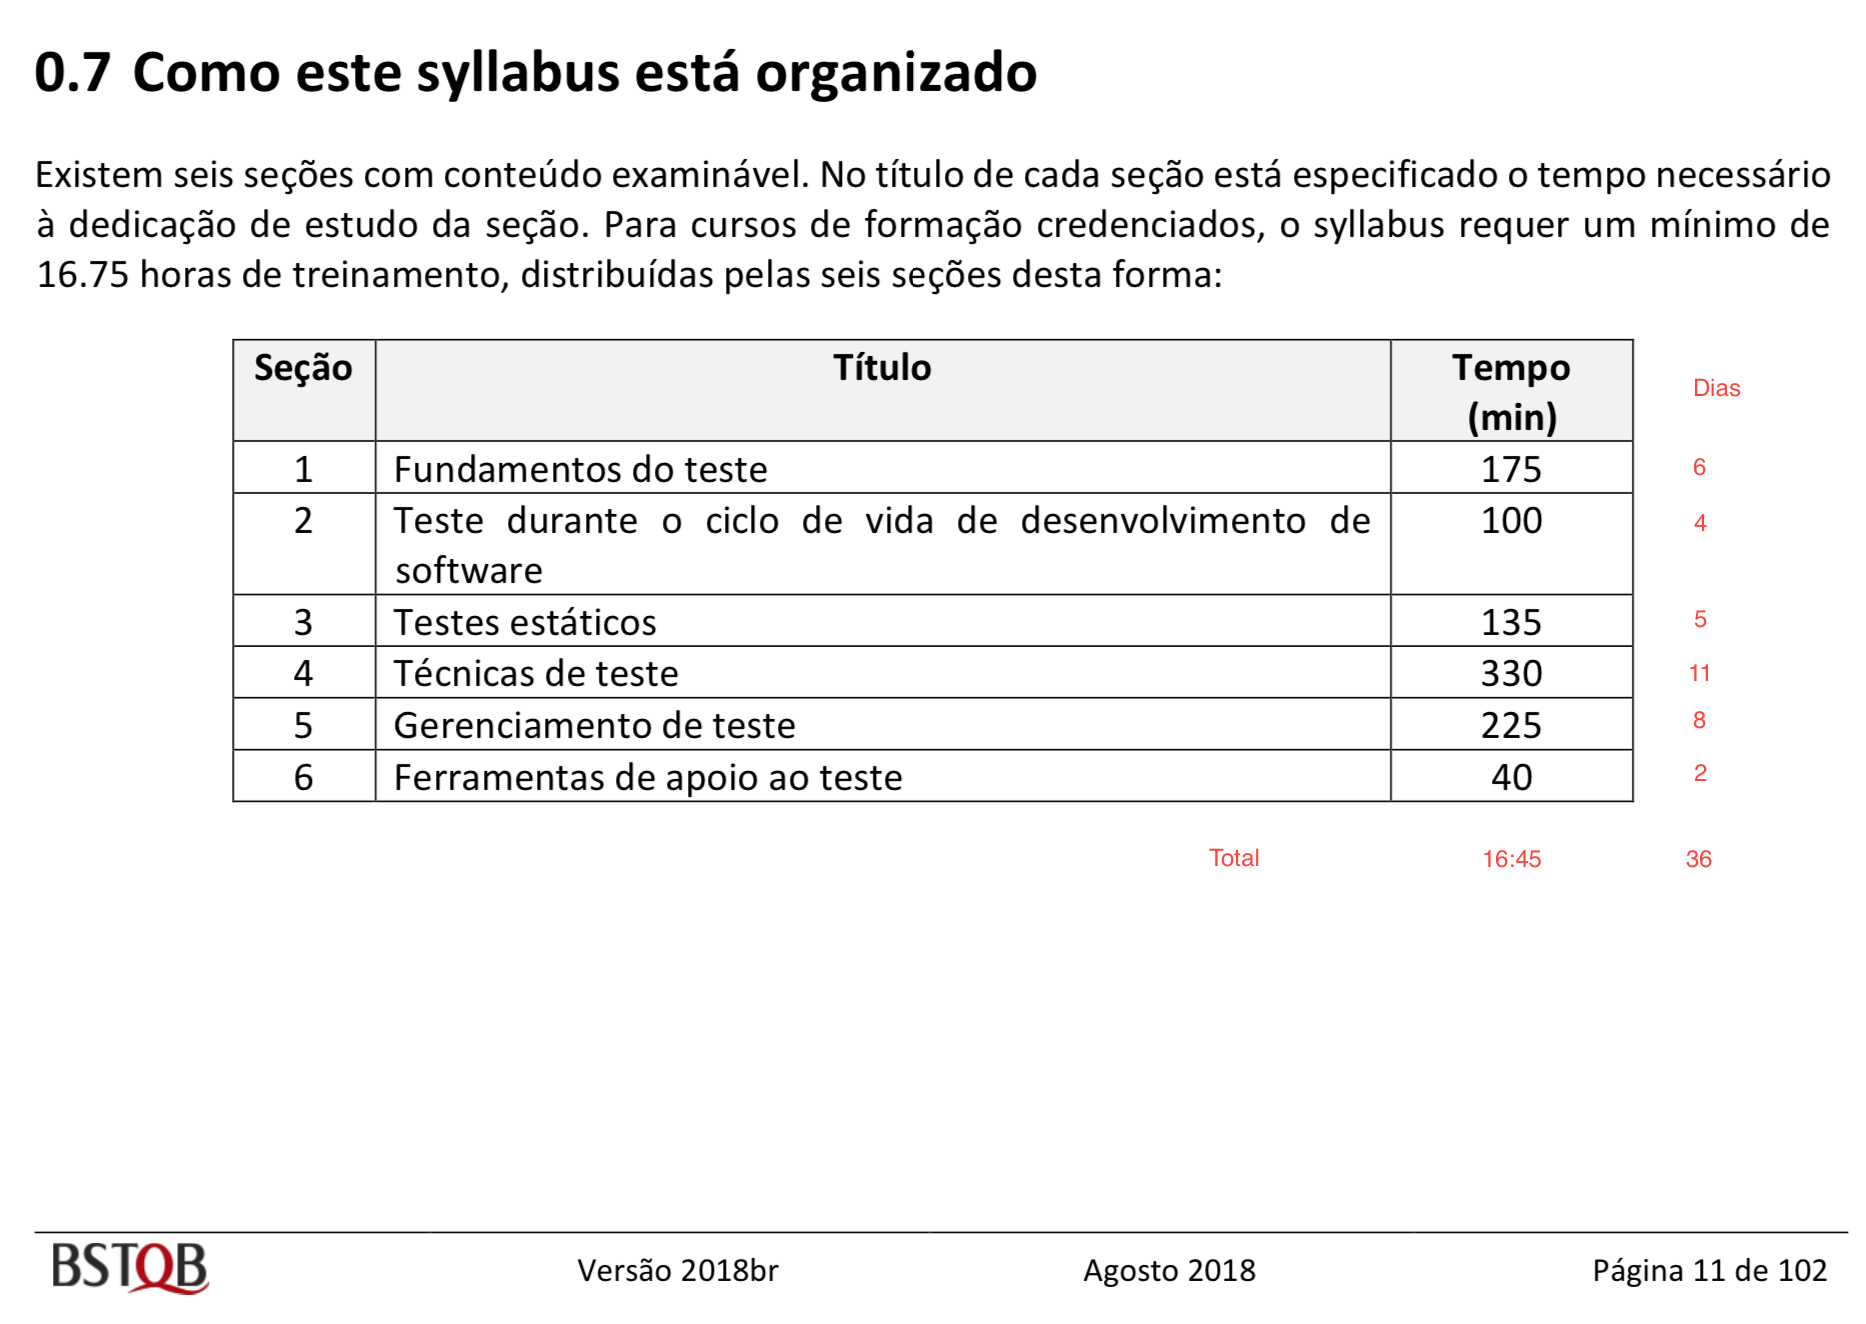 0.7 Como este syllabus está organizado
Existem seis seções com conteúdo examinável. No título de cada seção está especificado o tempo necessário
à dedicação de estudo da seção. Para cursos de formação credenciados, o syllabus requer um mínimo de
16.75 horas de treinamento, distribuídas pelas seis seções desta forma:
Seção Título Tempo
(min) Dias
1 Fundamentos do teste 175 6
2 Teste durante o ciclo de vida de desenvolvimento de 100 4
software
3 Testes estáticos 135 5
4 Técnicas de teste 330 11
5 Gerenciamento de teste 225 8
6 Ferramentas de apoio ao teste 40 2
Total 16:45 36
BSTQB Versão 2018br Agosto 2018 Página 11 de 102